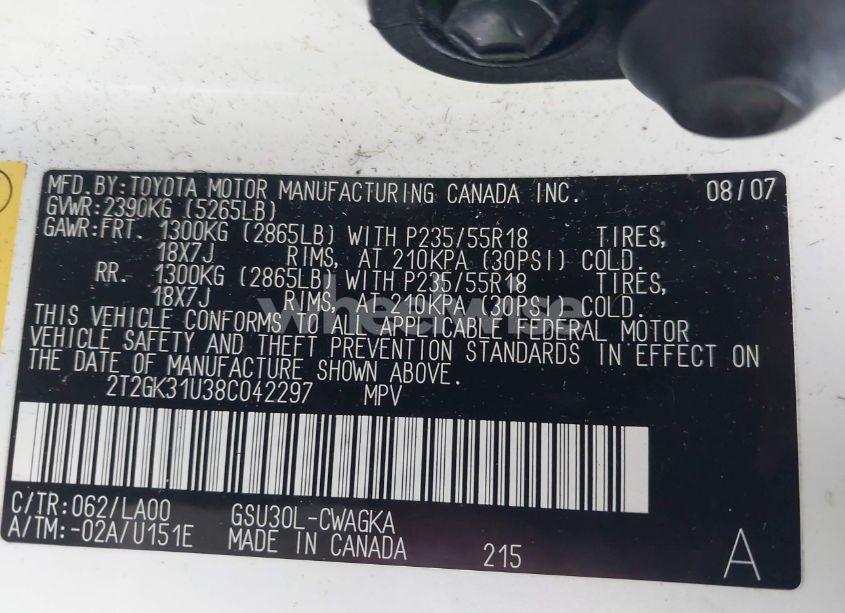 MFD.BY:TOYOTA MOTOR MANUFACTURING CANADA INC. 08/07
GVWR:2390KG (5265LB)
GAWR:FRT. 1300KG (2865LB) WITH P235/55R18 TIRES,
18X7J RIMS, AT 210KPA (30PSI) COLD.
RR. 1300KG (2865LB) WITH P235/55R18 TIRES,
18X7J RIMS, AT 210KPA (30PSI) COLD.
THIS VEHICLE CONFORMS TO ALL APPLICABLE FEDERAL MOTOR
VEHICLE SAFETY AND THEFT PREVENTION STANDARDS IN EFFECT ON
THE DATE OF MANUFACTURE SHOWN ABOVE.
2T2GK31U38C042297 MPV
C/TR:062/LA00 GSU30L-CWAGKA
A/TM:-02A/U151E MADE IN CANADA 215 A